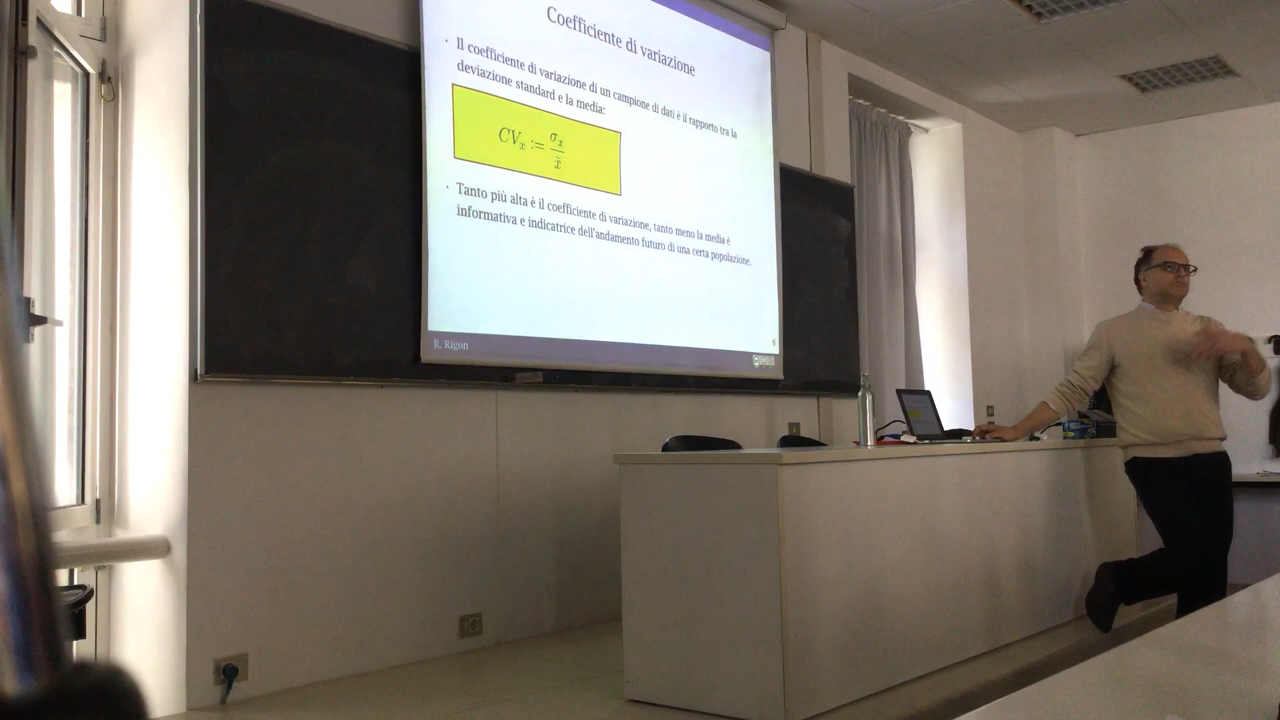 Coefficiente di variazione
· Il coefficiente di variazione di un campione di dati è il rapporto tra la
deviazione standard e la media:
CVₓ := σₓ / x̄
· Tanto più alta è il coefficiente di variazione, tanto meno la media è
informativa e indicatrice dell'andamento futuro di una certa popolazione.
R. Rigon
6